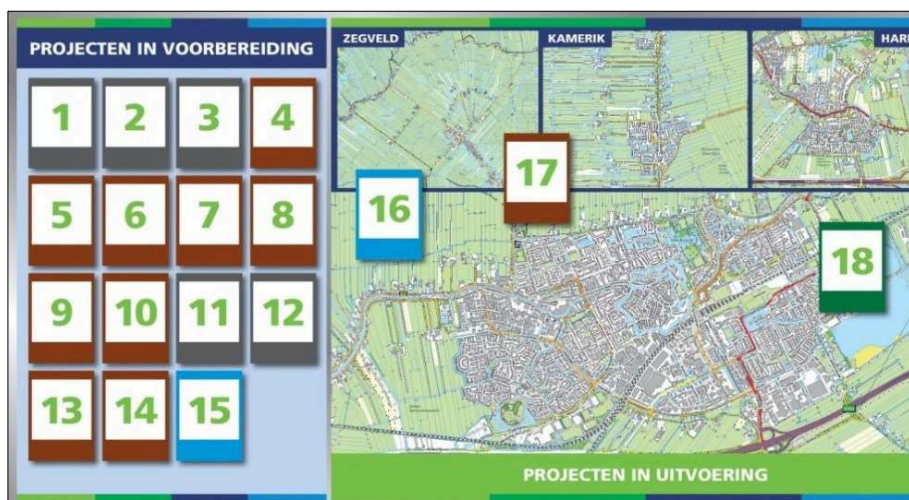 PROJECTEN IN VOORBEREIDING
1 2 3 4
5 6 7 8
9 10 11 12
13 14 15
ZEGVELD
KAMERIK
HARM
16
17
18
PROJECTEN IN UITVOERING